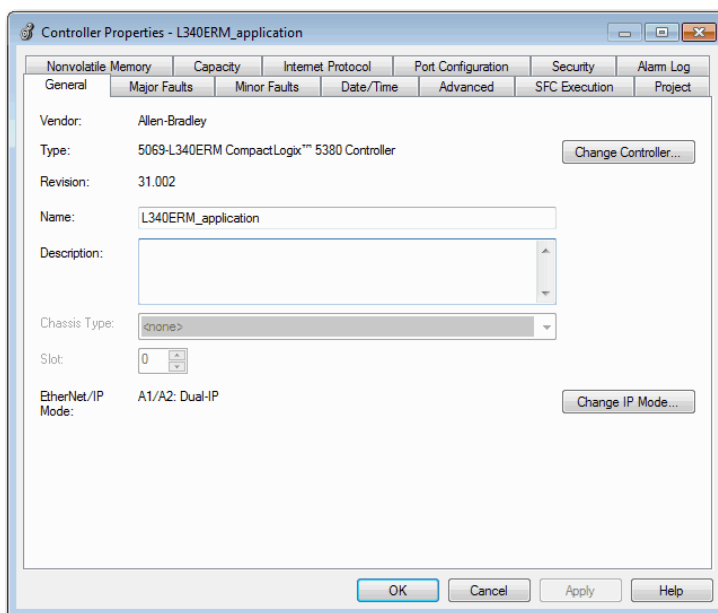 Controller Properties - L340ERM_application
Nonvolatile Memory Capacity Internet Protocol Port Configuration Security Alarm Log
General Major Faults Minor Faults Date/Time Advanced SFC Execution Project
Vendor: Allen-Bradley
Type: 5069-L340ERM CompactLogix™ 5380 Controller Change Controller...
Revision: 31.002
Name: L340ERM_application
Description:
Chassis Type: <none>
Slot: 0
EtherNet/IP Mode: A1/A2: Dual-IP Change IP Mode...
OK Cancel Apply Help